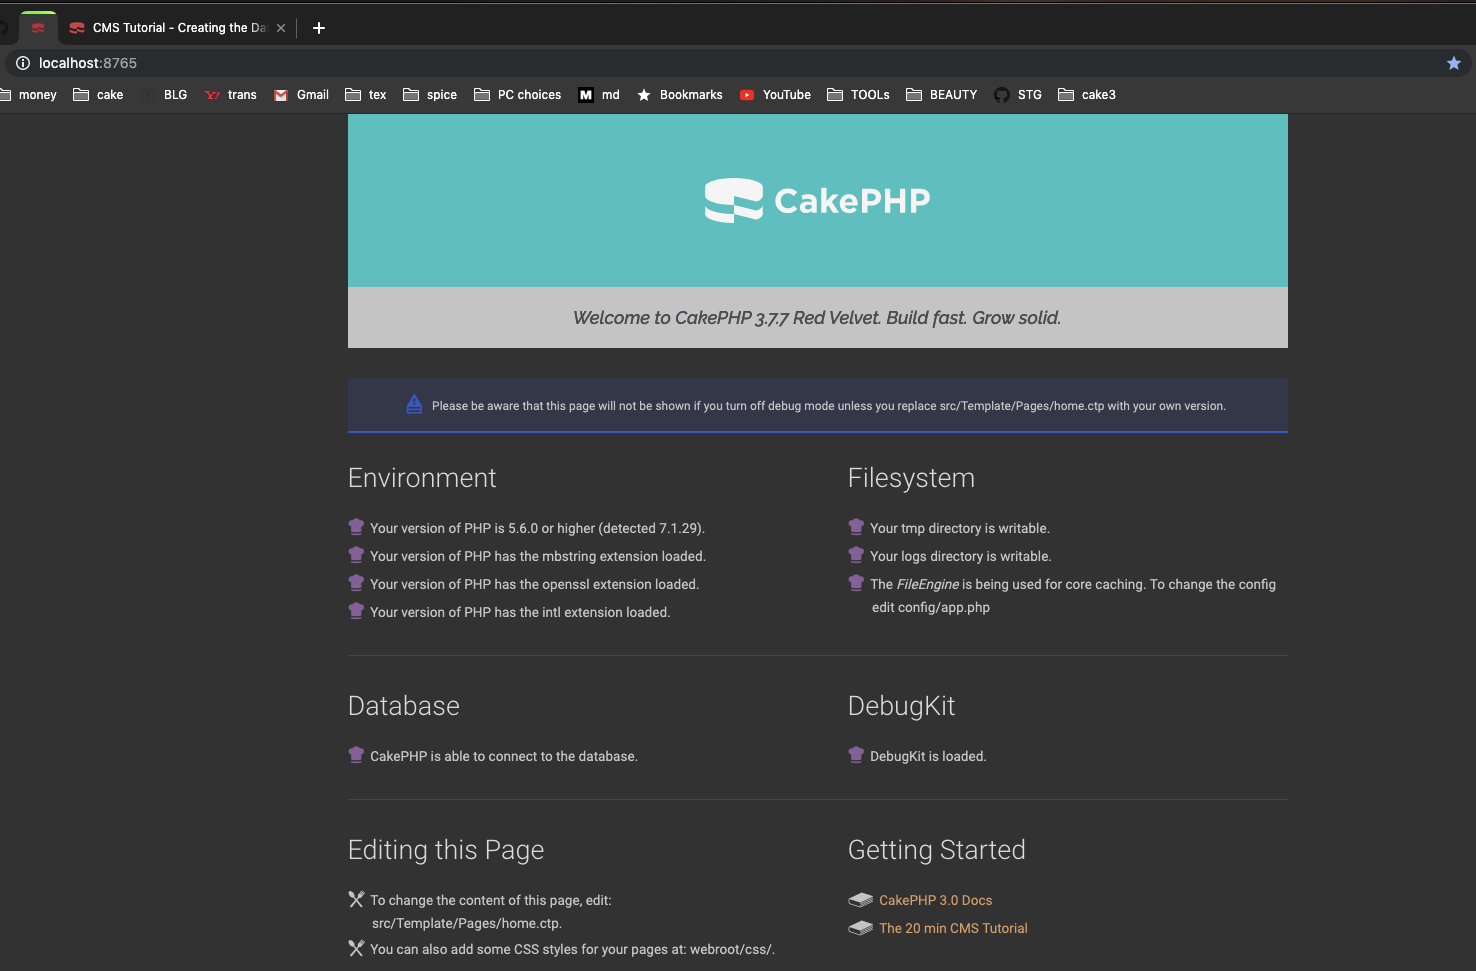 CMS Tutorial - Creating the Da
localhost:8765
money cake BLG trans Gmail tex spice PC choices M md Bookmarks YouTube TOOLs BEAUTY STG cake3
CakePHP
Welcome to CakePHP 3.7.7 Red Velvet. Build fast. Grow solid.
Please be aware that this page will not be shown if you turn off debug mode unless you replace src/Template/Pages/home.ctp with your own version.
Environment
Your version of PHP is 5.6.0 or higher (detected 7.1.29).
Your version of PHP has the mbstring extension loaded.
Your version of PHP has the openssl extension loaded.
Your version of PHP has the intl extension loaded.
Filesystem
Your tmp directory is writable.
Your logs directory is writable.
The FileEngine is being used for core caching. To change the config
edit config/app.php
Database
CakePHP is able to connect to the database.
DebugKit
DebugKit is loaded.
Editing this Page
To change the content of this page, edit:
src/Template/Pages/home.ctp.
You can also add some CSS styles for your pages at: webroot/css/.
Getting Started
CakePHP 3.0 Docs
The 20 min CMS Tutorial